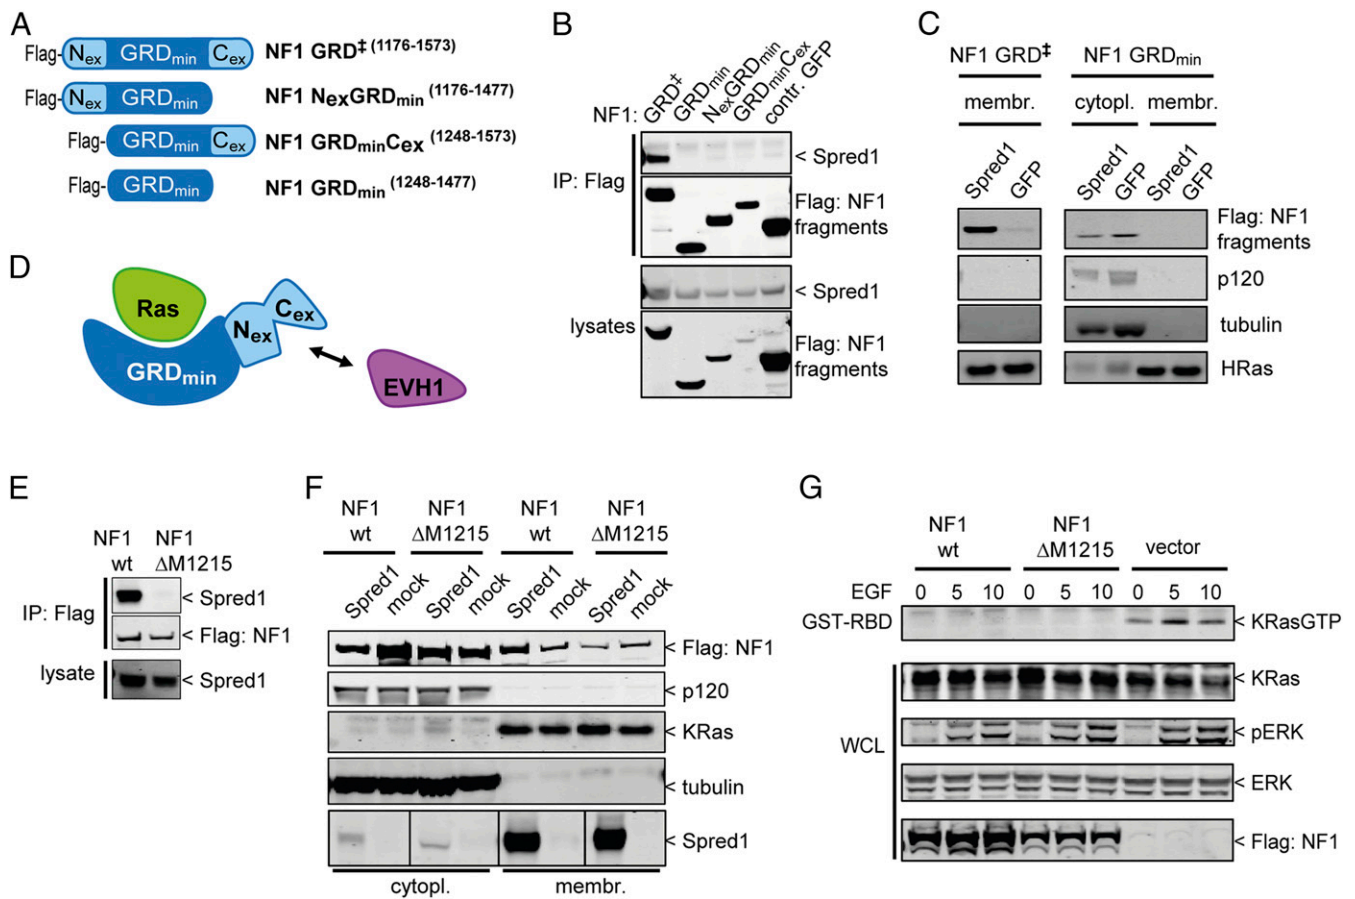 A
Flag- Nex GRDmin Cex NF1 GRD‡ (1176-1573)
Flag- Nex GRDmin NF1 NexGRDmin (1176-1477)
Flag- GRDmin Cex NF1 GRDminCex (1248-1573)
Flag- GRDmin NF1 GRDmin (1248-1477)
B
NF1: GRD‡ GRDmin NexGRDmin GRDminCex contr. GFP
IP: Flag
< Spred1
Flag: NF1
fragments
lysates
< Spred1
Flag: NF1
fragments
C
NF1 GRD‡ NF1 GRDmin
membr. cytopl. membr.
Spred1 GFP Spred1 GFP Spred1 GFP
Flag: NF1
fragments
p120
tubulin
HRas
D
Ras
Nex
Cex
GRDmin
EVH1
E
NF1 NF1
wt ΔM1215
IP: Flag
< Spred1
< Flag: NF1
lysate
< Spred1
F
NF1 NF1 NF1 NF1
wt ΔM1215 wt ΔM1215
Spred1 mock Spred1 mock Spred1 mock Spred1 mock
< Flag: NF1
< p120
< KRas
< tubulin
< Spred1
cytopl. membr.
G
NF1 NF1
wt ΔM1215 vector
EGF 0 5 10 0 5 10 0 5 10
GST-RBD < KRasGTP
WCL
< KRas
< pERK
< ERK
< Flag: NF1